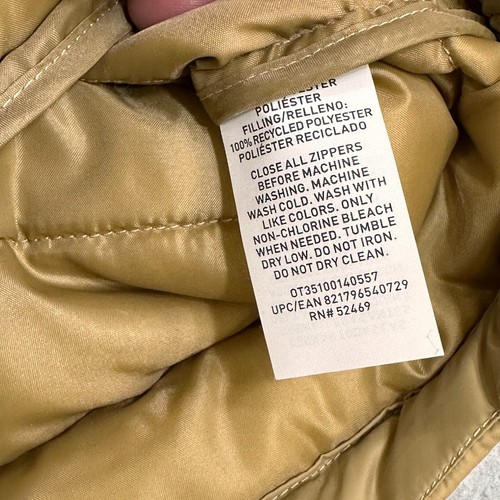 POLIÉSTER
FILLING/RELLENO:
100% RECYCLED POLYESTER
POLIÉSTER RECICLADO
CLOSE ALL ZIPPERS
BEFORE MACHINE
WASHING. MACHINE
WASH COLD. WASH WITH
LIKE COLORS. ONLY
NON-CHLORINE BLEACH
WHEN NEEDED. TUMBLE
DRY LOW. DO NOT IRON.
DO NOT DRY CLEAN.
OT35100140557
UPC/EAN 821796540729
RN# 52469